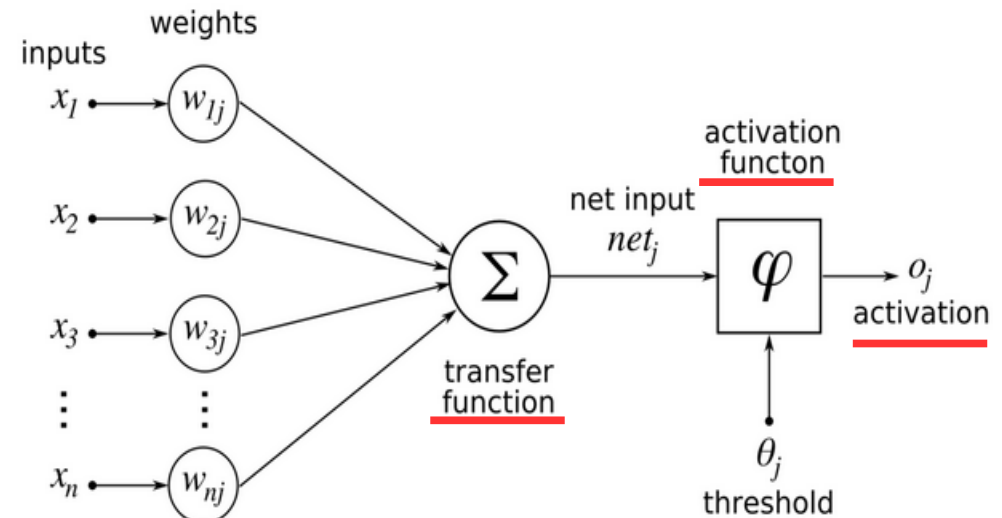 weights
inputs
x1
w1j
activation
functon
x2
w2j
net input
netj
Σ
φ
oj
activation
x3
w3j
transfer
function
⋮
⋮
θj
xn
wnj
threshold